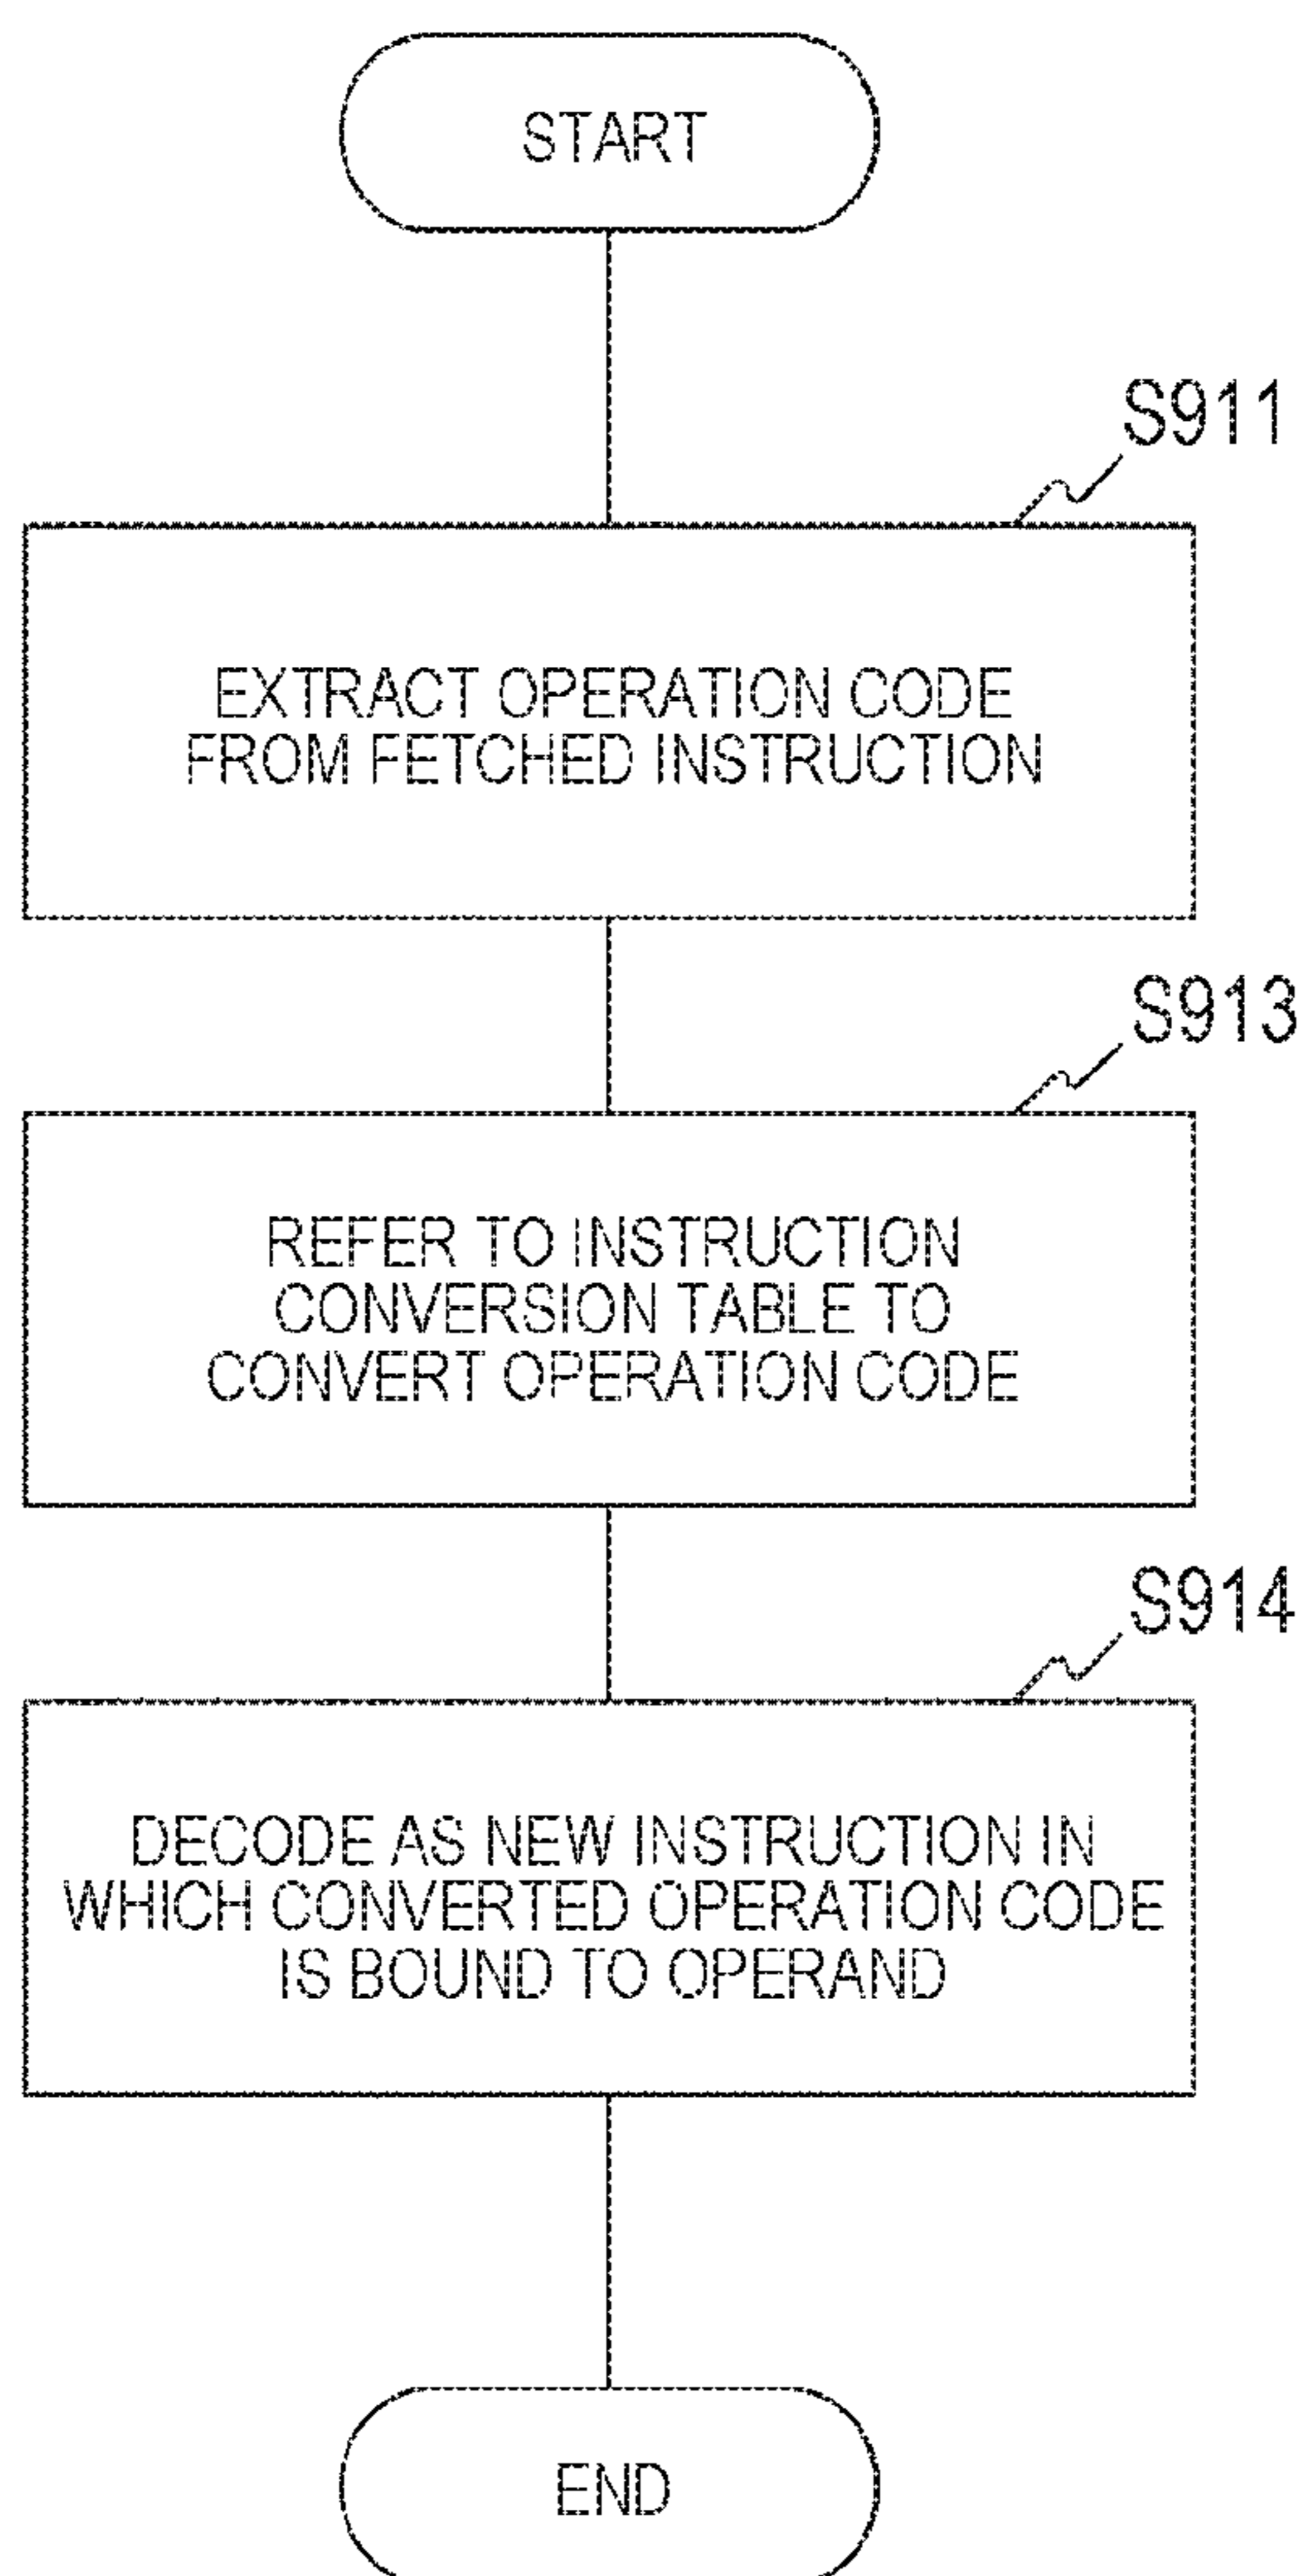 START
S911
EXTRACT OPERATION CODE
FROM FETCHED INSTRUCTION
S913
REFER TO INSTRUCTION
CONVERSION TABLE TO
CONVERT OPERATION CODE
S914
DECODE AS NEW INSTRUCTION IN
WHICH CONVERTED OPERATION CODE
IS BOUND TO OPERAND
END